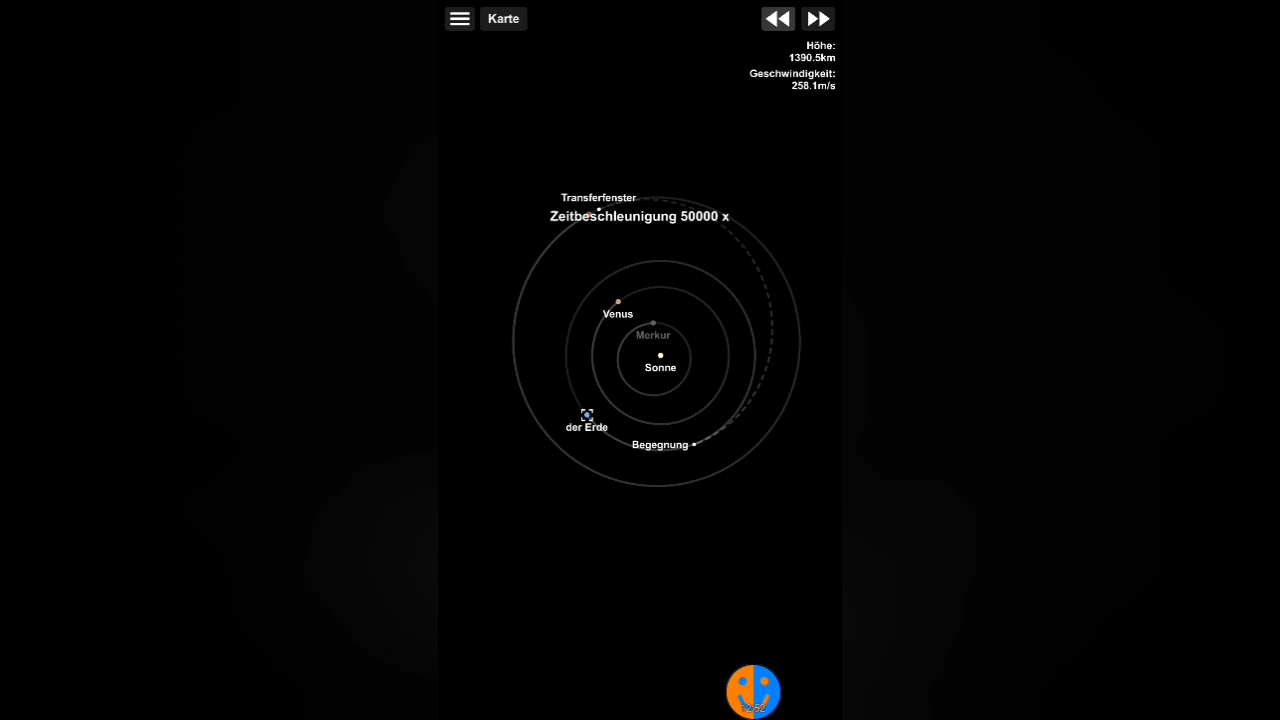 Karte
Höhe:
1390.5km
Geschwindigkeit:
258.1m/s
Transferfenster
Zeitbeschleunigung 50000 x
Venus
Merkur
Sonne
der Erde
Begegnung